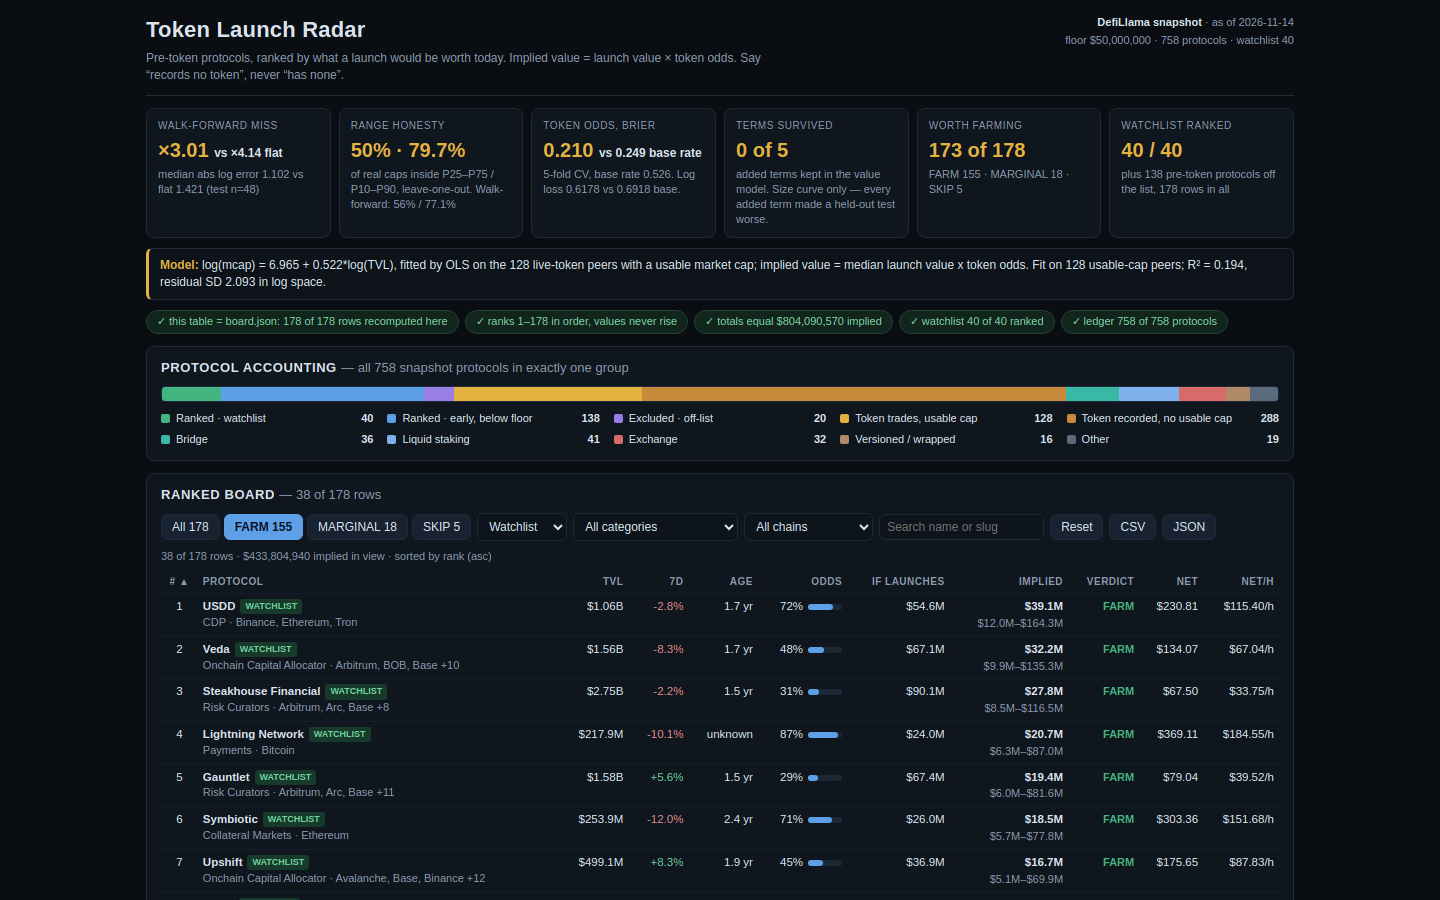 Token Launch Radar
DefiLlama snapshot · as of 2026-11-14
floor $50,000,000 · 758 protocols · watchlist 40
Pre-token protocols, ranked by what a launch would be worth today. Implied value = launch value × token odds. Say
“records no token”, never “has none”.
WALK-FORWARD MISS
×3.01 vs ×4.14 flat
median abs log error 1.102 vs
flat 1.421 (test n=48)
RANGE HONESTY
50% · 79.7%
of real caps inside P25–P75 /
P10–P90, leave-one-out. Walk-
forward: 56% / 77.1%
TOKEN ODDS, BRIER
0.210 vs 0.249 base rate
5-fold CV, base rate 0.526. Log
loss 0.6178 vs 0.6918 base.
TERMS SURVIVED
0 of 5
added terms kept in the value
model. Size curve only — every
added term made a held-out test
worse.
WORTH FARMING
173 of 178
FARM 155 · MARGINAL 18 ·
SKIP 5
WATCHLIST RANKED
40 / 40
plus 138 pre-token protocols off
the list, 178 rows in all
Model: log(mcap) = 6.965 + 0.522*log(TVL), fitted by OLS on the 128 live-token peers with a usable market cap; implied value = median launch value x token odds. Fit on 128 usable-cap peers; R² = 0.194,
residual SD 2.093 in log space.
✓ this table = board.json: 178 of 178 rows recomputed here ✓ ranks 1–178 in order, values never rise ✓ totals equal $804,090,570 implied ✓ watchlist 40 of 40 ranked ✓ ledger 758 of 758 protocols
PROTOCOL ACCOUNTING — all 758 snapshot protocols in exactly one group
Ranked · watchlist 40 Ranked · early, below floor 138 Excluded · off-list 20 Token trades, usable cap 128 Token recorded, no usable cap 288
Bridge 36 Liquid staking 41 Exchange 32 Versioned / wrapped 16 Other 19
RANKED BOARD — 38 of 178 rows
All 178 FARM 155 MARGINAL 18 SKIP 5 Watchlist All categories All chains Search name or slug Reset CSV JSON
38 of 178 rows · $433,804,940 implied in view · sorted by rank (asc)
# ▲ PROTOCOL TVL 7D AGE ODDS IF LAUNCHES IMPLIED VERDICT NET NET/H
1 USDD WATCHLIST $1.06B -2.8% 1.7 yr 72% $54.6M $39.1M FARM $230.81 $115.40/h
CDP · Binance, Ethereum, Tron $12.0M–$164.3M
2 Veda WATCHLIST $1.56B -8.3% 1.7 yr 48% $67.1M $32.2M FARM $134.07 $67.04/h
Onchain Capital Allocator · Arbitrum, BOB, Base +10 $9.9M–$135.3M
3 Steakhouse Financial WATCHLIST $2.75B -2.2% 1.5 yr 31% $90.1M $27.8M FARM $67.50 $33.75/h
Risk Curators · Arbitrum, Arc, Base +8 $8.5M–$116.5M
4 Lightning Network WATCHLIST $217.9M -10.1% unknown 87% $24.0M $20.7M FARM $369.11 $184.55/h
Payments · Bitcoin $6.3M–$87.0M
5 Gauntlet WATCHLIST $1.58B +5.6% 1.5 yr 29% $67.4M $19.4M FARM $79.04 $39.52/h
Risk Curators · Arbitrum, Arc, Base +11 $6.0M–$81.6M
6 Symbiotic WATCHLIST $253.9M -12.0% 2.4 yr 71% $26.0M $18.5M FARM $303.36 $151.68/h
Collateral Markets · Ethereum $5.7M–$77.8M
7 Upshift WATCHLIST $499.1M +8.3% 1.9 yr 45% $36.9M $16.7M FARM $175.65 $87.83/h
Onchain Capital Allocator · Avalanche, Base, Binance +12 $5.1M–$69.9M